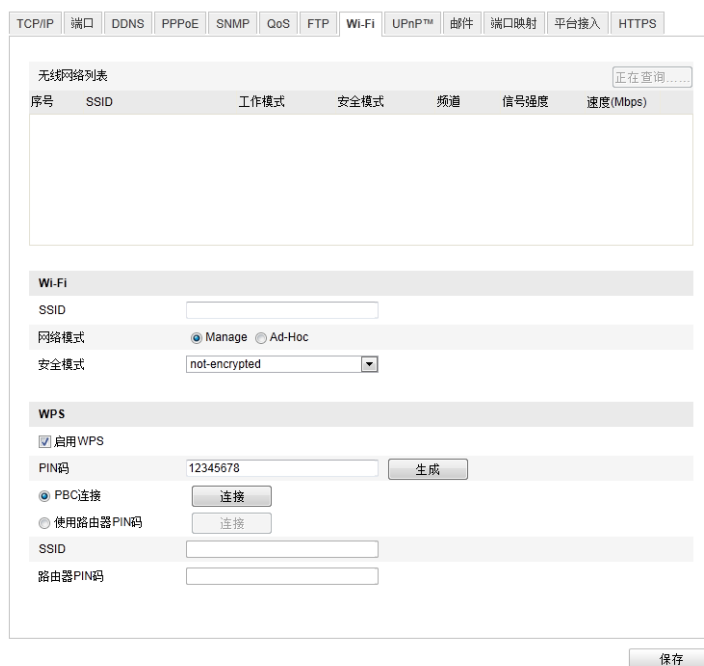 TCP/IP 端口 DDNS PPPoE SNMP QoS FTP Wi-Fi UPnP™ 邮件 端口映射 平台接入 HTTPS
无线网络列表 正在查询......
序号 SSID 工作模式 安全模式 频道 信号强度 速度(Mbps)
Wi-Fi
SSID
网络模式 Manage Ad-Hoc
安全模式 not-encrypted
WPS
启用WPS
PIN码 12345678 生成
PBC连接 连接
使用路由器PIN码 连接
SSID
路由器PIN码
保存